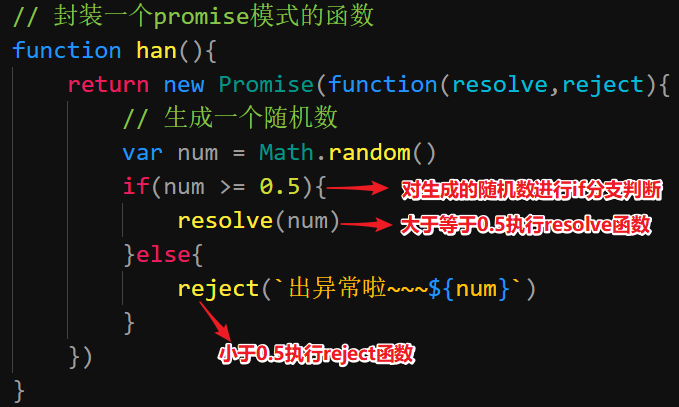 // 封装一个promise模式的函数
function han(){
return new Promise(function(resolve,reject){
// 生成一个随机数
var num = Math.random()
if(num >= 0.5){ 对生成的随机数进行if分支判断
resolve(num) 大于等于0.5执行resolve函数
}else{
reject(`出异常啦~~~${num}`)
}
小于0.5执行reject函数
})
}